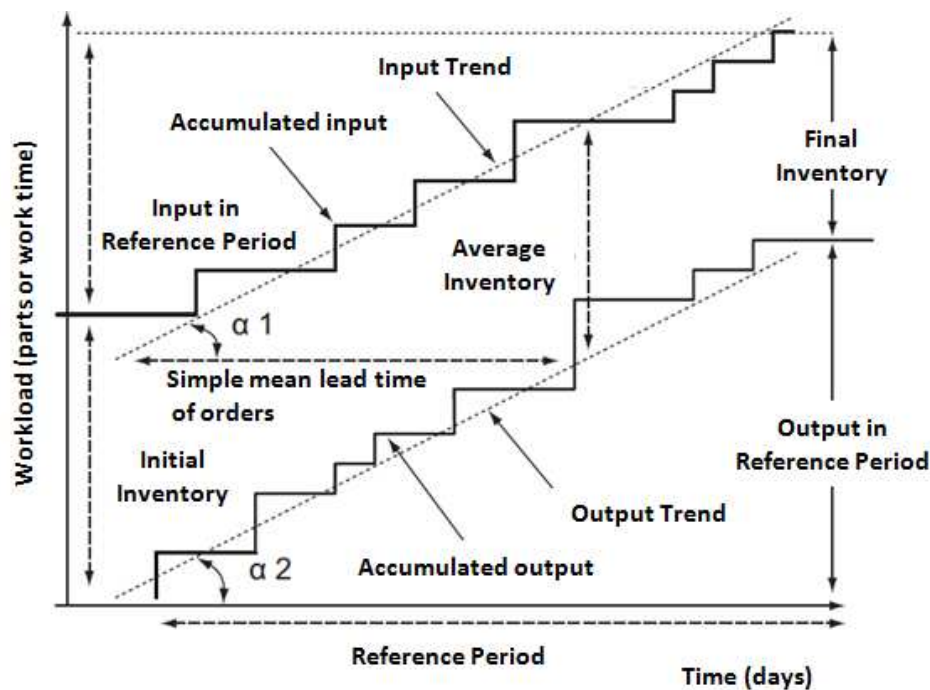 Input Trend
Accumulated input
Final
Inventory
Input in
Reference Period
Average
Inventory
α 1
Simple mean lead time
of orders
Workload (parts or work time)
Initial
Inventory
Output in
Reference Period
Output Trend
α 2
Accumulated output
Reference Period
Time (days)